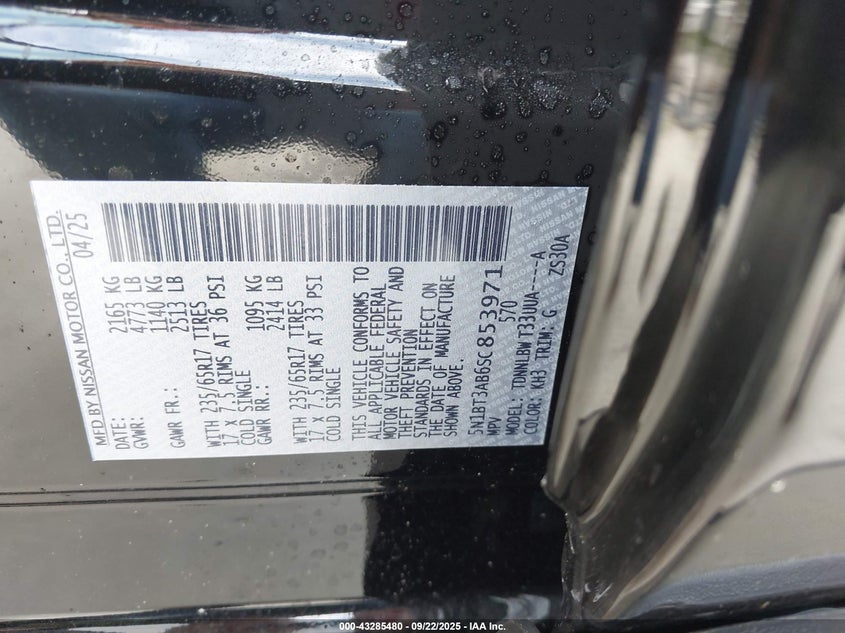 MFD BY NISSAN MOTOR CO., LTD.
DATE: 04/25
GVWR: 2165 KG
4773 LB
GAWR FR.: 1140 KG
2513 LB
WITH 235/65R17 TIRES
17 x 7.5 RIMS AT 36 PSI
COLD SINGLE
GAWR RR.: 1095 KG
2414 LB
WITH 235/65R17 TIRES
17 x 7.5 RIMS AT 33 PSI
COLD SINGLE
THIS VEHICLE CONFORMS TO
ALL APPLICABLE FEDERAL
MOTOR VEHICLE SAFETY AND
THEFT PREVENTION
STANDARDS IN EFFECT ON
THE DATE OF MANUFACTURE
SHOWN ABOVE.
5N1BT3AB6SC853971
MPV 570
MODEL: TDNNLBW T33UUA-----A
COLOR: KH3 TRIM: G ZS30A
000-43285480 - 09/22/2025 - IAA Inc.